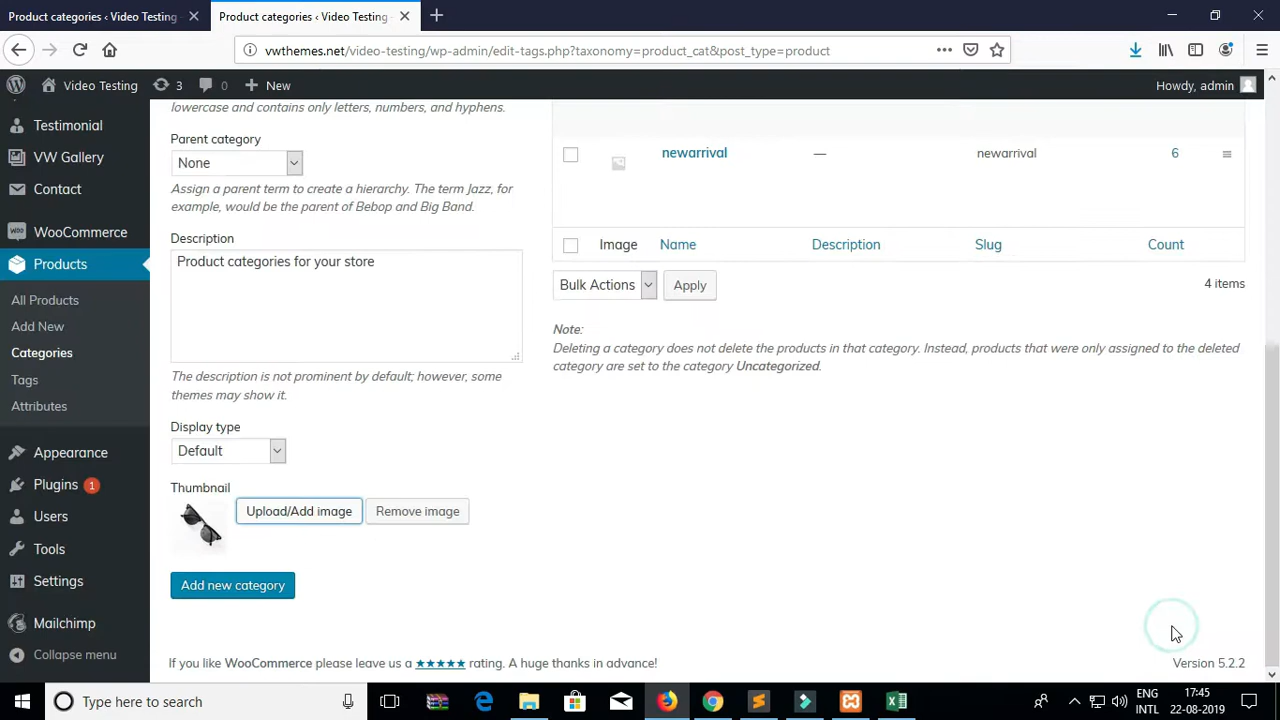 Product categories ‹ Video Testing
Product categories ‹ Video Testing
vwthemes.net/video-testing/wp-admin/edit-tags.php?taxonomy=product_cat&post_type=product
Video Testing 3 0 New Howdy, admin
Testimonial
VW Gallery
Contact
WooCommerce
Products
All Products
Add New
Categories
Tags
Attributes
Appearance
Plugins 1
Users
Tools
Settings
Mailchimp
Collapse menu
lowercase and contains only letters, numbers, and hyphens.
Parent category
None
Assign a parent term to create a hierarchy. The term Jazz, for
example, would be the parent of Bebop and Big Band.
Description
Product categories for your store
The description is not prominent by default; however, some
themes may show it.
Display type
Default
Thumbnail
Upload/Add image Remove image
Add new category
newarrival — newarrival 6
Image Name Description Slug Count
Bulk Actions Apply 4 items
Note:
Deleting a category does not delete the products in that category. Instead, products that were only assigned to the deleted
category are set to the category Uncategorized.
If you like WooCommerce please leave us a ★★★★★ rating. A huge thanks in advance! Version 5.2.2
Type here to search
ENG
INTL
17:45
22-08-2019